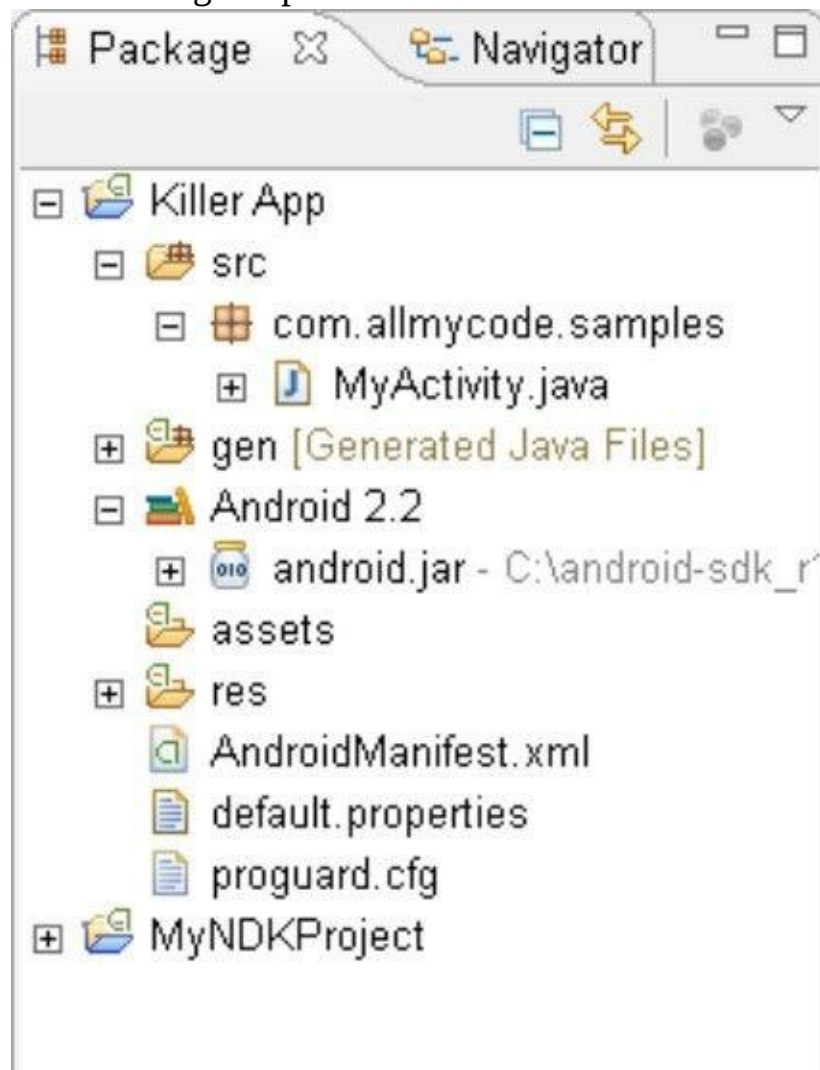 Package Navigator
Killer App
src
com.allmycode.samples
MyActivity.java
gen [Generated Java Files]
Android 2.2
android.jar - C:\android-sdk_r
assets
res
AndroidManifest.xml
default.properties
proguard.cfg
MyNDKProject